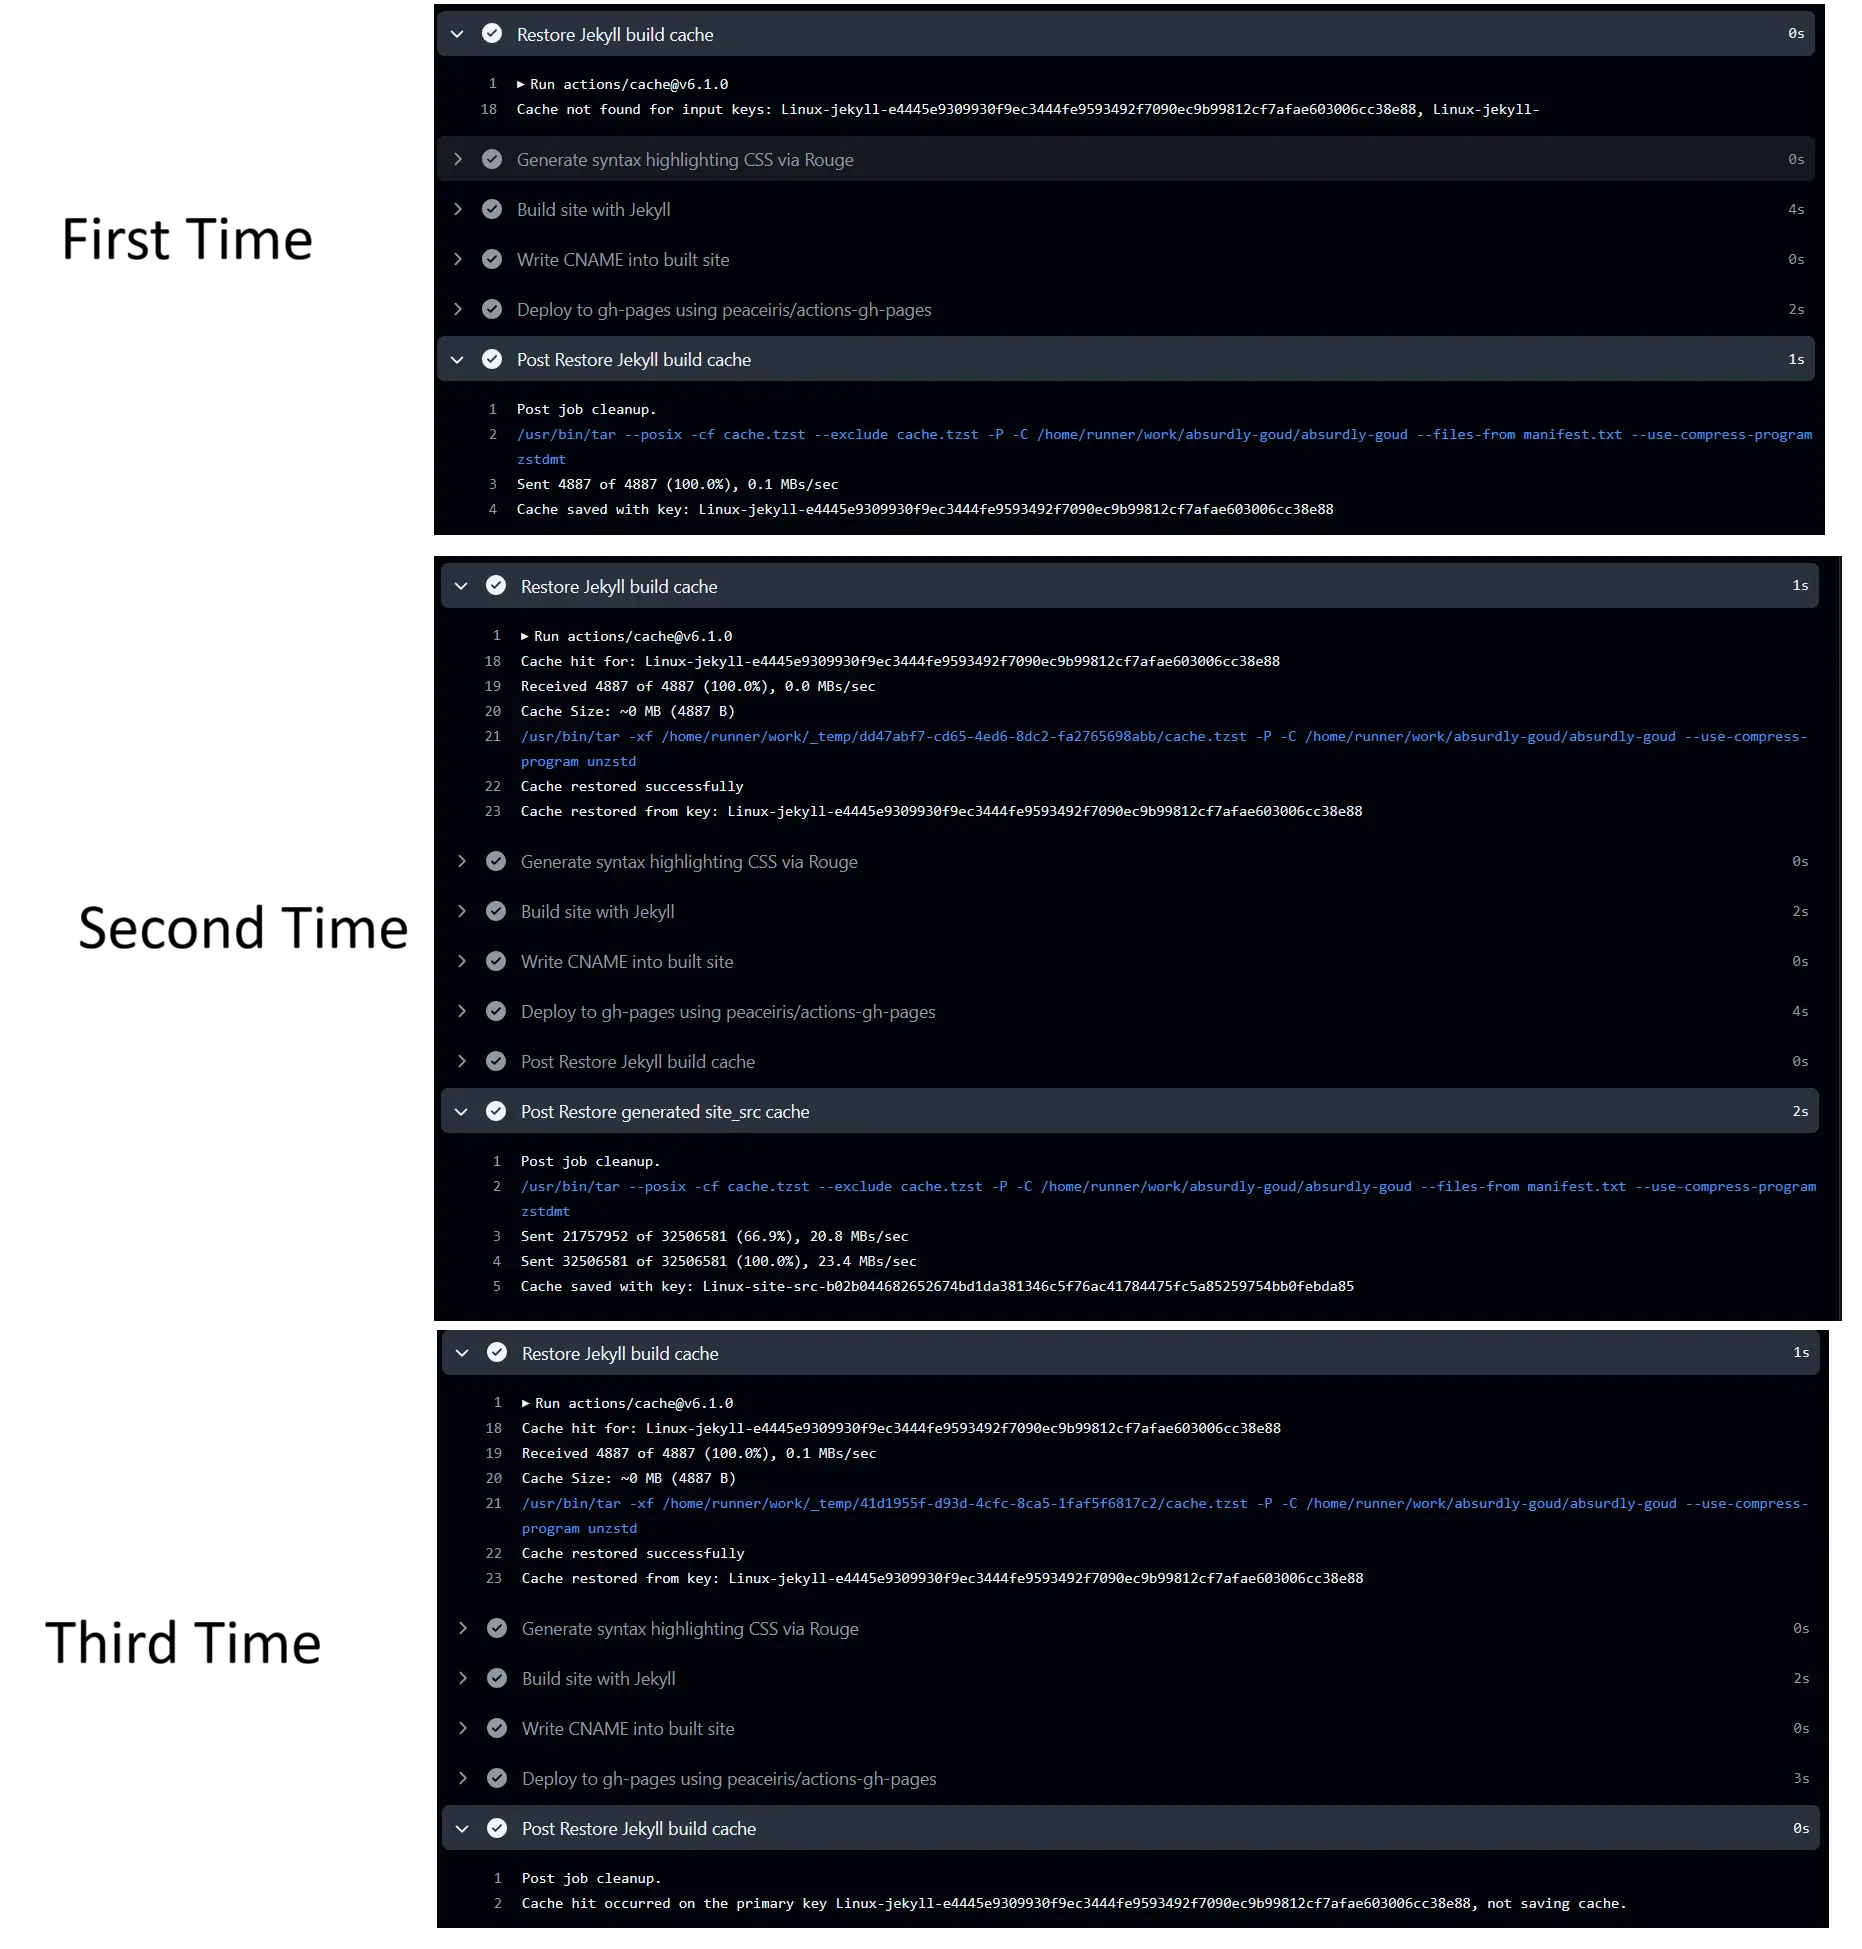 First Time
Restore Jekyll build cache 0s
1 ▸ Run actions/cache@v6.1.0
18 Cache not found for input keys: Linux-jekyll-e4445e9309930f9ec3444fe9593492f7090ec9b99812cf7afae603006cc38e88, Linux-jekyll-
Generate syntax highlighting CSS via Rouge 0s
Build site with Jekyll 4s
Write CNAME into built site 0s
Deploy to gh-pages using peaceiris/actions-gh-pages 2s
Post Restore Jekyll build cache 1s
1 Post job cleanup.
2 /usr/bin/tar --posix -cf cache.tzst --exclude cache.tzst -P -C /home/runner/work/absurdly-goud/absurdly-goud --files-from manifest.txt --use-compress-program
zstdmt
3 Sent 4887 of 4887 (100.0%), 0.1 MBs/sec
4 Cache saved with key: Linux-jekyll-e4445e9309930f9ec3444fe9593492f7090ec9b99812cf7afae603006cc38e88
Second Time
Restore Jekyll build cache 1s
1 ▸ Run actions/cache@v6.1.0
18 Cache hit for: Linux-jekyll-e4445e9309930f9ec3444fe9593492f7090ec9b99812cf7afae603006cc38e88
19 Received 4887 of 4887 (100.0%), 0.0 MBs/sec
20 Cache Size: ~0 MB (4887 B)
21 /usr/bin/tar -xf /home/runner/work/_temp/dd47abf7-cd65-4ed6-8dc2-fa2765698abb/cache.tzst -P -C /home/runner/work/absurdly-goud/absurdly-goud --use-compress-
program unzstd
22 Cache restored successfully
23 Cache restored from key: Linux-jekyll-e4445e9309930f9ec3444fe9593492f7090ec9b99812cf7afae603006cc38e88
Generate syntax highlighting CSS via Rouge 0s
Build site with Jekyll 2s
Write CNAME into built site 0s
Deploy to gh-pages using peaceiris/actions-gh-pages 4s
Post Restore Jekyll build cache 0s
Post Restore generated site_src cache 2s
1 Post job cleanup.
2 /usr/bin/tar --posix -cf cache.tzst --exclude cache.tzst -P -C /home/runner/work/absurdly-goud/absurdly-goud --files-from manifest.txt --use-compress-program
zstdmt
3 Sent 21757952 of 32506581 (66.9%), 20.8 MBs/sec
4 Sent 32506581 of 32506581 (100.0%), 23.4 MBs/sec
5 Cache saved with key: Linux-site-src-b02b044682652674bd1da381346c5f76ac41784475fc5a85259754bb0febda85
Third Time
Restore Jekyll build cache 1s
1 ▸ Run actions/cache@v6.1.0
18 Cache hit for: Linux-jekyll-e4445e9309930f9ec3444fe9593492f7090ec9b99812cf7afae603006cc38e88
19 Received 4887 of 4887 (100.0%), 0.1 MBs/sec
20 Cache Size: ~0 MB (4887 B)
21 /usr/bin/tar -xf /home/runner/work/_temp/41d1955f-d93d-4cfc-8ca5-1faf5f6817c2/cache.tzst -P -C /home/runner/work/absurdly-goud/absurdly-goud --use-compress-
program unzstd
22 Cache restored successfully
23 Cache restored from key: Linux-jekyll-e4445e9309930f9ec3444fe9593492f7090ec9b99812cf7afae603006cc38e88
Generate syntax highlighting CSS via Rouge 0s
Build site with Jekyll 2s
Write CNAME into built site 0s
Deploy to gh-pages using peaceiris/actions-gh-pages 3s
Post Restore Jekyll build cache 0s
1 Post job cleanup.
2 Cache hit occurred on the primary key Linux-jekyll-e4445e9309930f9ec3444fe9593492f7090ec9b99812cf7afae603006cc38e88, not saving cache.